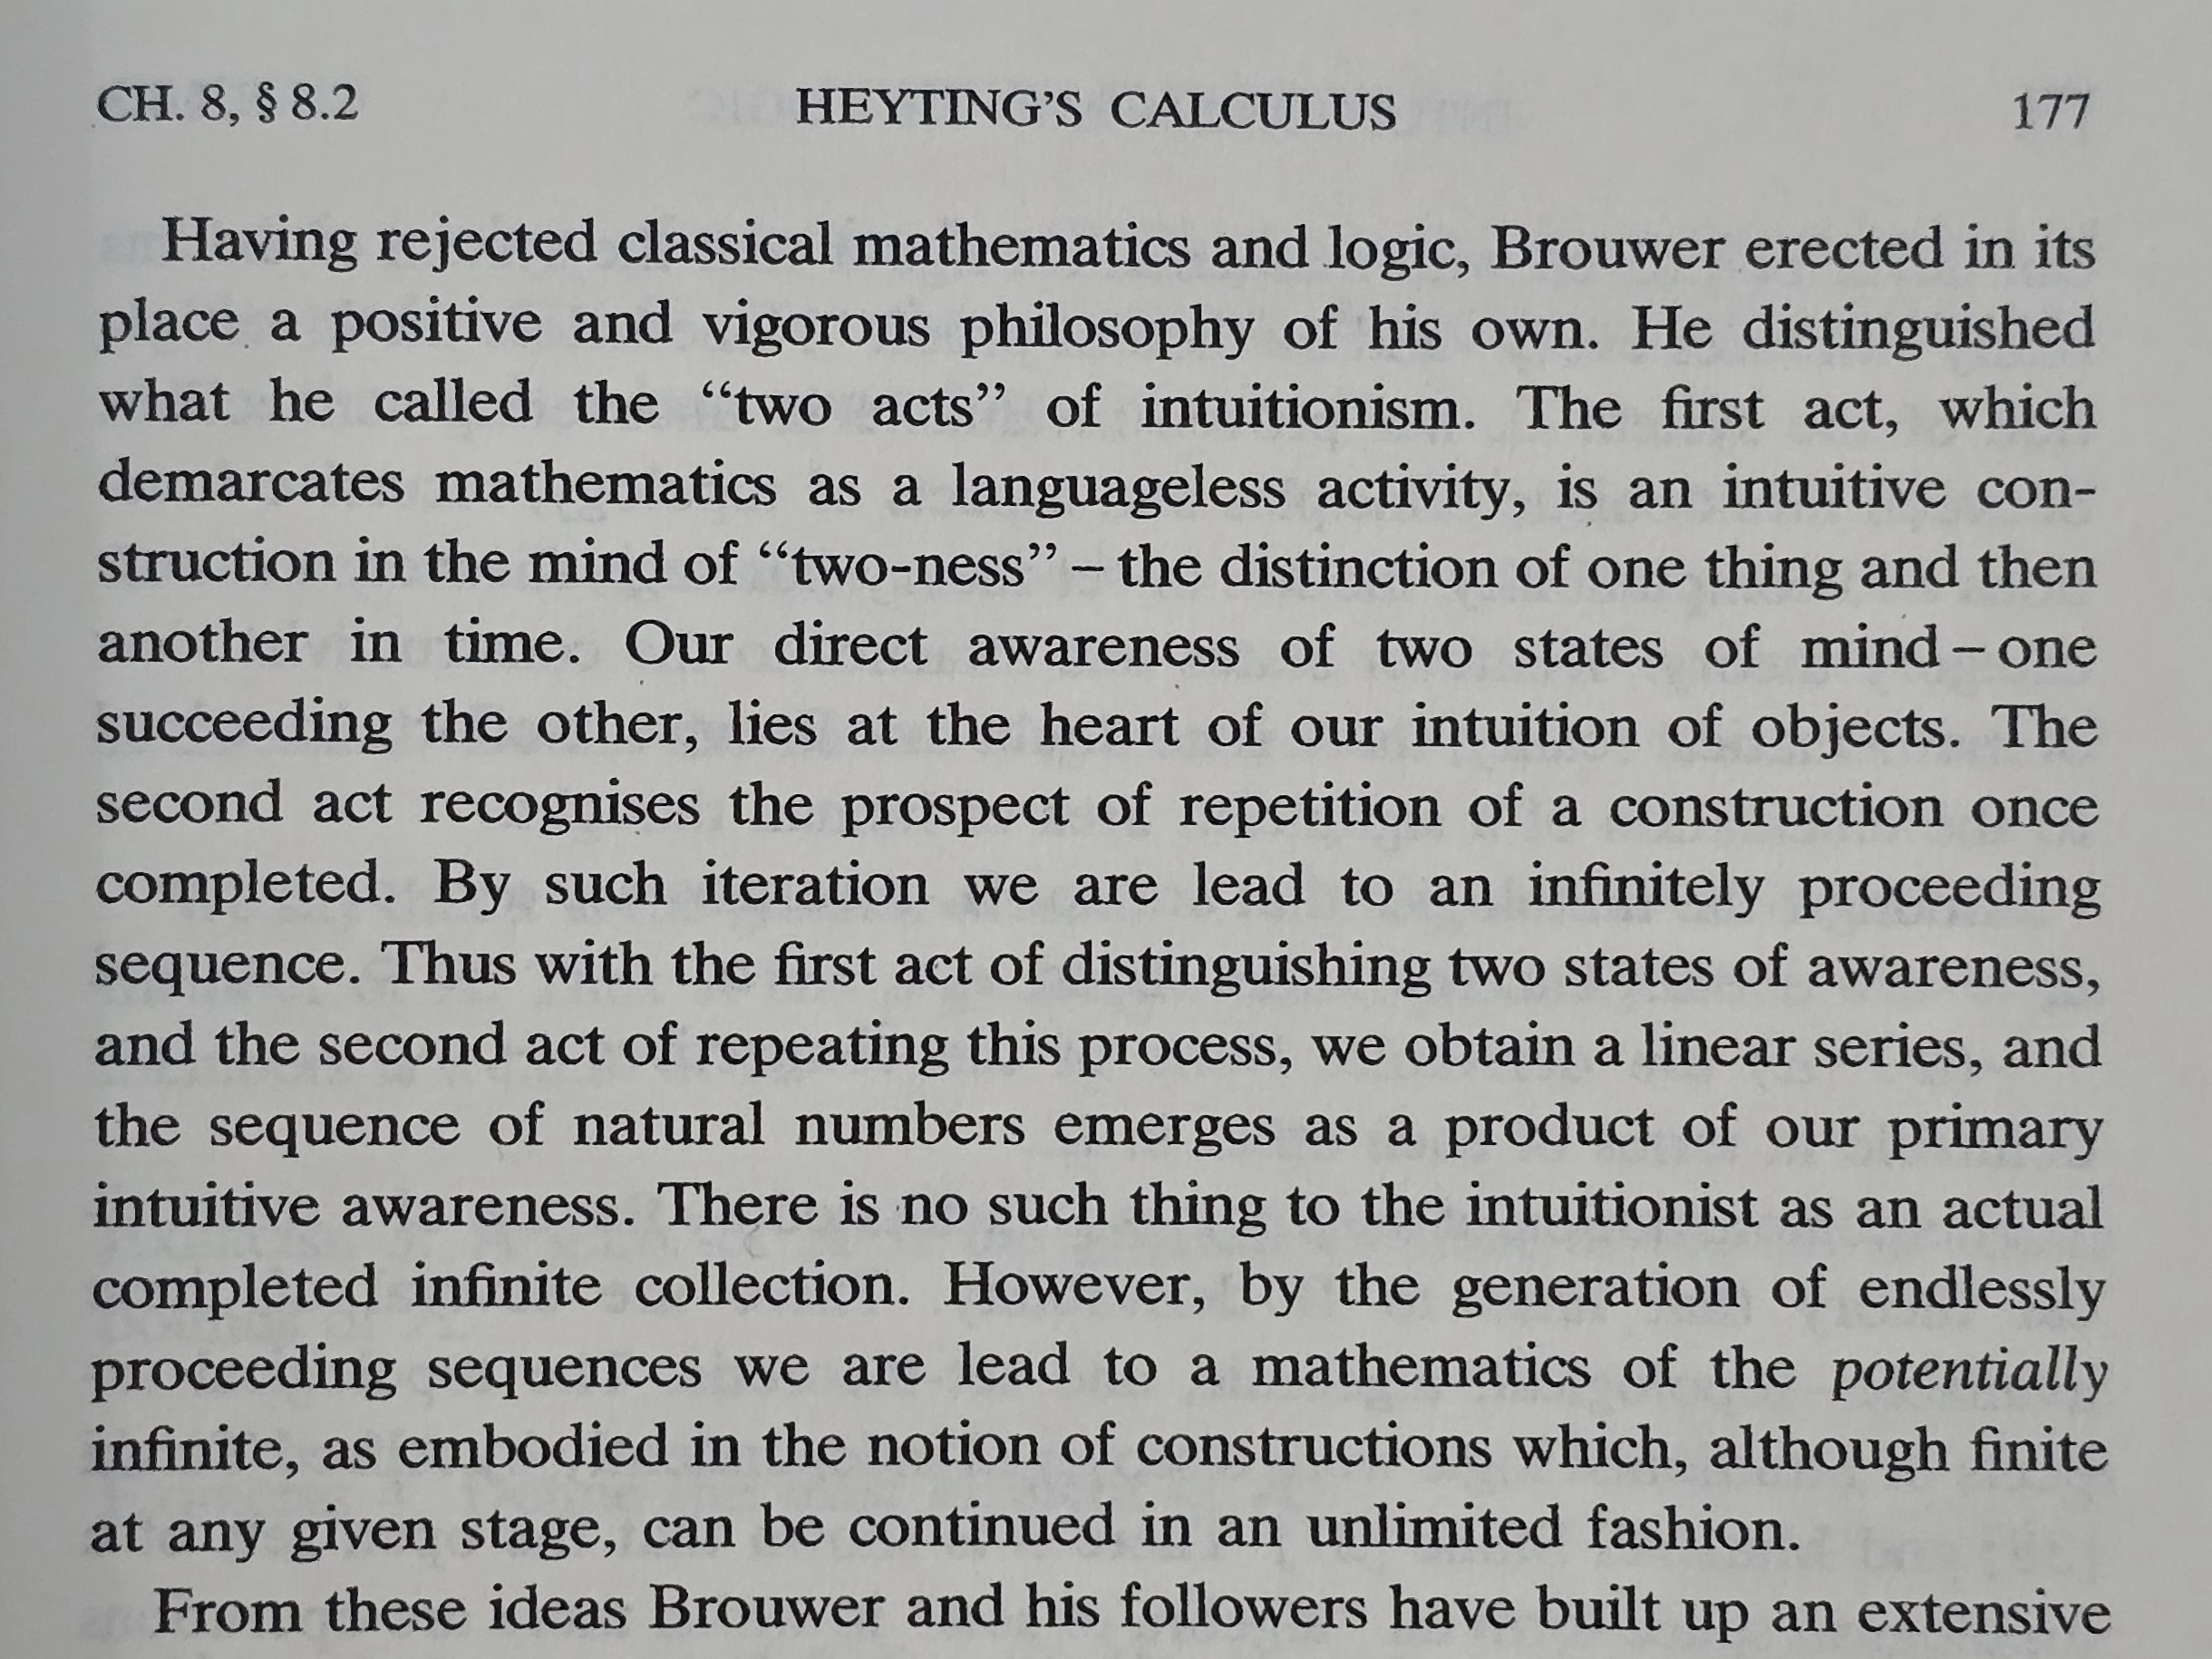 CH. 8, § 8.2 HEYTING’S CALCULUS 177
Having rejected classical mathematics and logic, Brouwer erected in its
place a positive and vigorous philosophy of his own. He distinguished
what he called the “two acts” of intuitionism. The first act, which
demarcates mathematics as a languageless activity, is an intuitive con-
struction in the mind of “two-ness” – the distinction of one thing and then
another in time. Our direct awareness of two states of mind – one
succeeding the other, lies at the heart of our intuition of objects. The
second act recognises the prospect of repetition of a construction once
completed. By such iteration we are lead to an infinitely proceeding
sequence. Thus with the first act of distinguishing two states of awareness,
and the second act of repeating this process, we obtain a linear series, and
the sequence of natural numbers emerges as a product of our primary
intuitive awareness. There is no such thing to the intuitionist as an actual
completed infinite collection. However, by the generation of endlessly
proceeding sequences we are lead to a mathematics of the potentially
infinite, as embodied in the notion of constructions which, although finite
at any given stage, can be continued in an unlimited fashion.
From these ideas Brouwer and his followers have built up an extensive